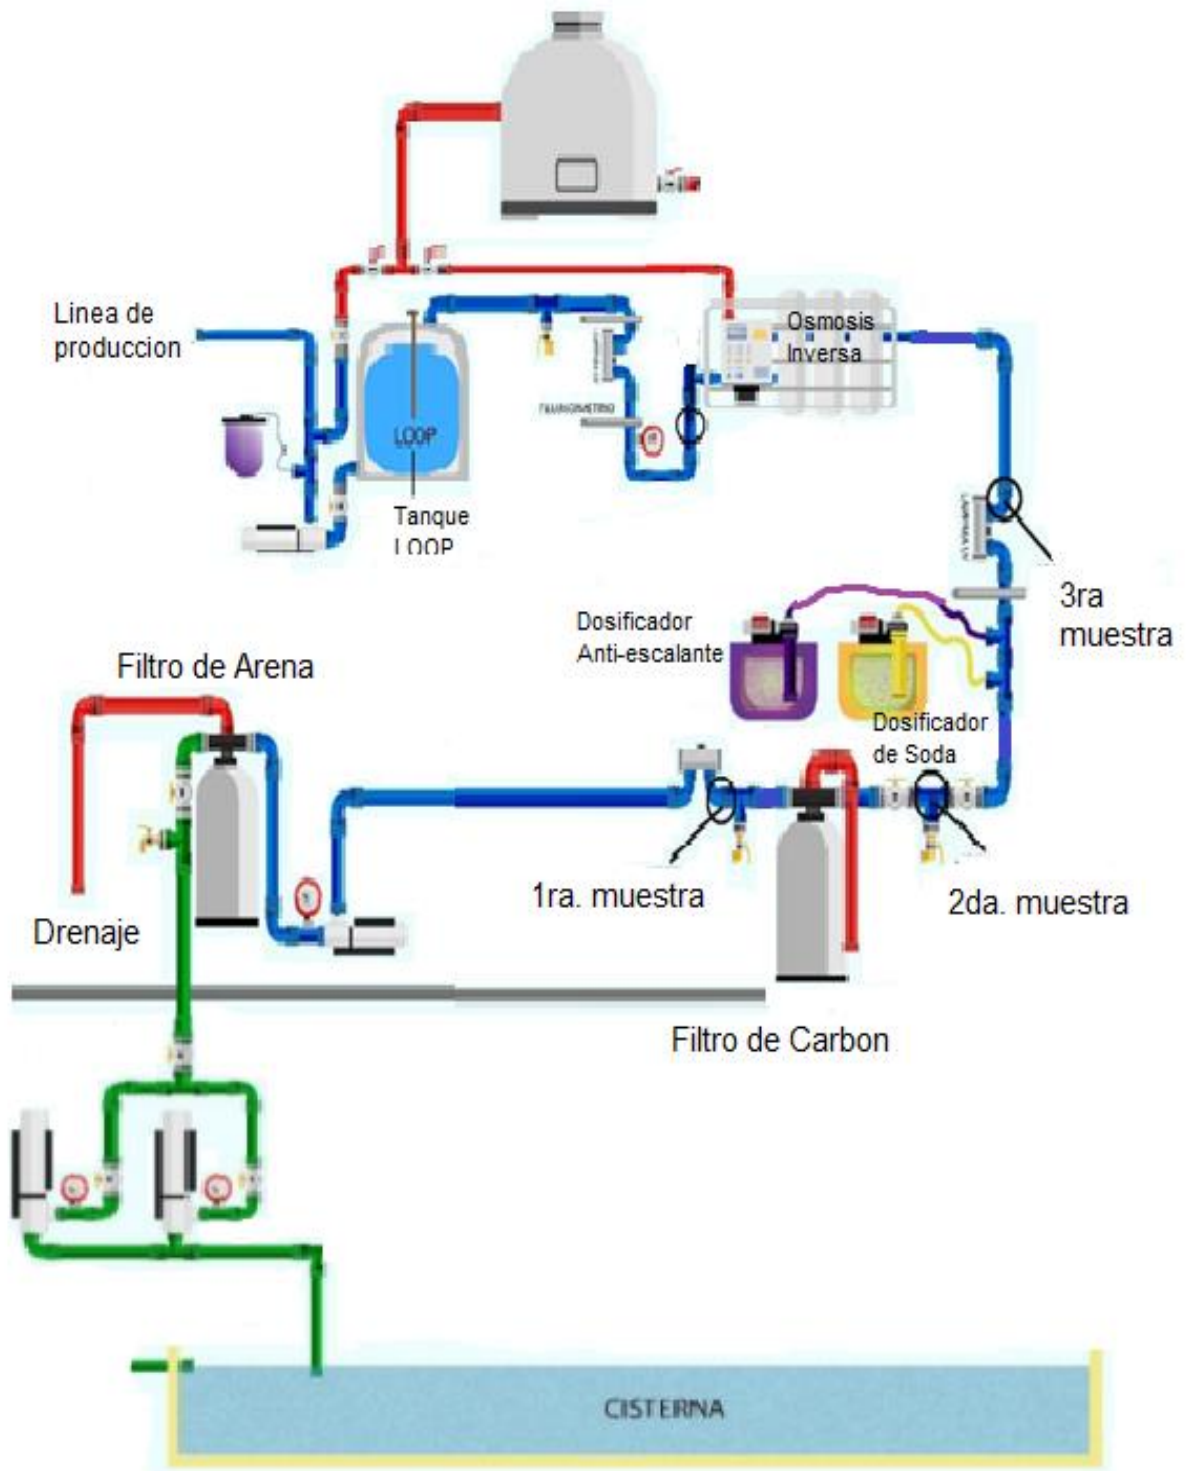 Linea de
produccion
Osmosis
Inversa
LOOP
Tanque
LOOP
3ra
muestra
Dosificador
Anti-escalante
Filtro de Arena
Dosificador
de Soda
1ra. muestra
2da. muestra
Drenaje
Filtro de Carbon
CISTERNA